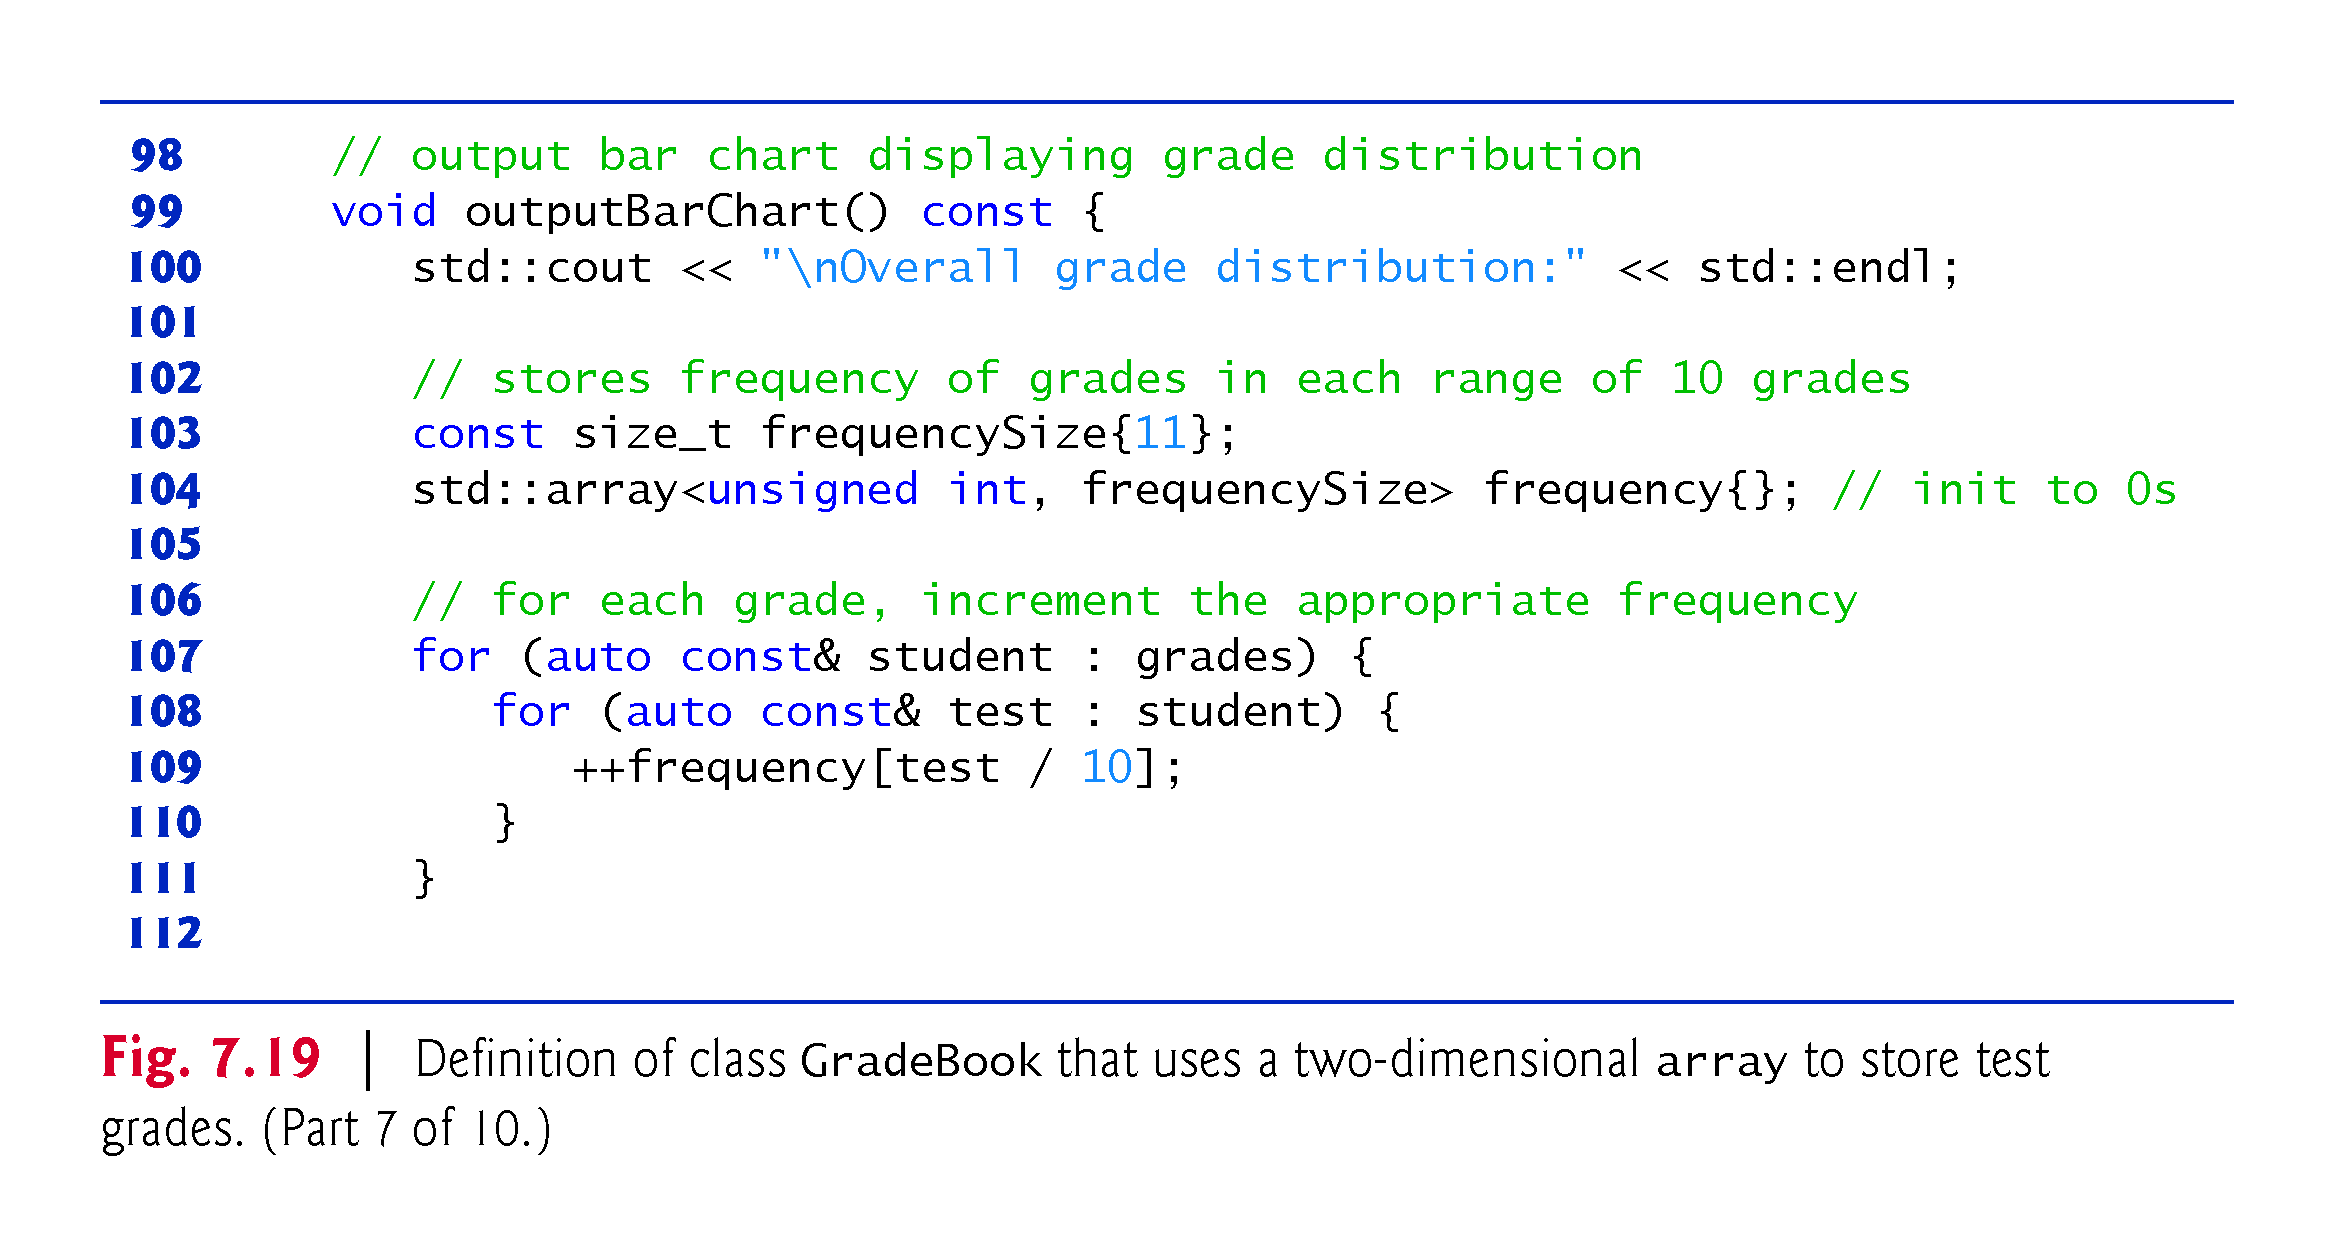 98      // output bar chart displaying grade distribution
99      void outputBarChart() const {
100        std::cout << "\nOverall grade distribution:" << std::endl;
101
102        // stores frequency of grades in each range of 10 grades
103        const size_t frequencySize{11};
104        std::array<unsigned int, frequencySize> frequency{}; // init to 0s
105
106        // for each grade, increment the appropriate frequency
107        for (auto const& student : grades) {
108           for (auto const& test : student) {
109              ++frequency[test / 10];
110           }
111        }
112
Fig. 7.19 | Definition of class GradeBook that uses a two-dimensional array to store test
grades. (Part 7 of 10.)